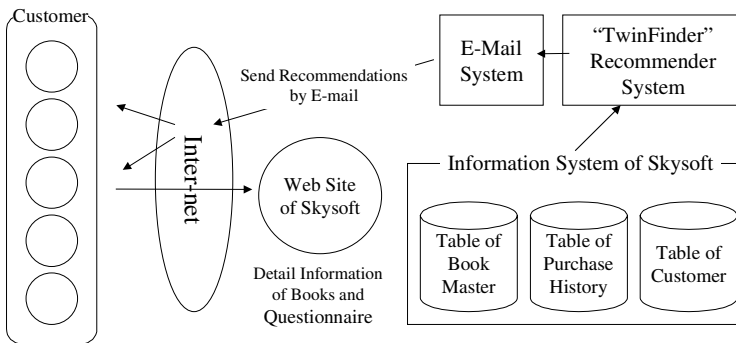 Customer
Send Recommendations
by E-mail
Inter-net
Web Site
of Skysoft
Detail Information
of Books and
Questionnaire
E-Mail
System
“TwinFinder”
Recommender
System
Information System of Skysoft
Table of
Book
Master
Table of
Purchase
History
Table of
Customer